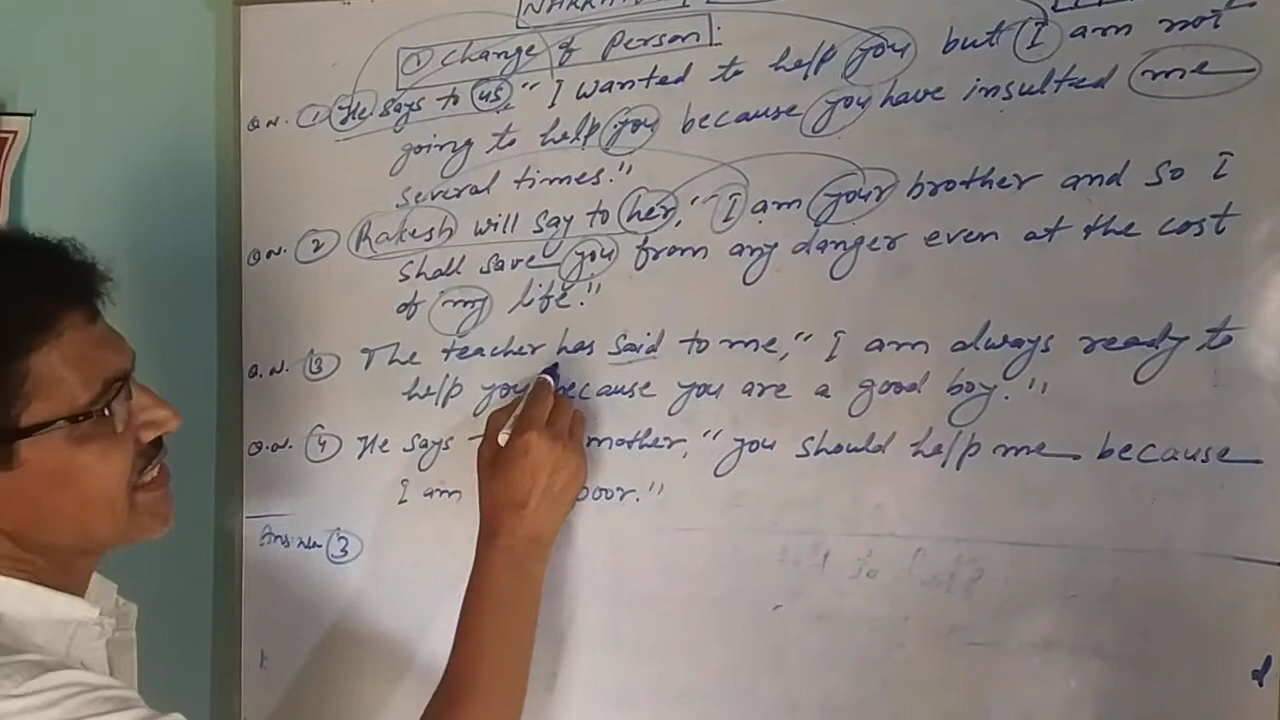 ① Change of Person
Q.N. ① He says to us, "I wanted to help you but I am not
going to help you because you have insulted me
several times."
Q.N. ② Rakesh will say to her, "I am your brother and so I
shall save you from any danger even at the cost
of my life."
Q.N. ③ The teacher has said to me, "I am always ready to
help you because you are a good boy."
Q.N. ④ He says mother, "you should help me because
I am poor."
Answer ③